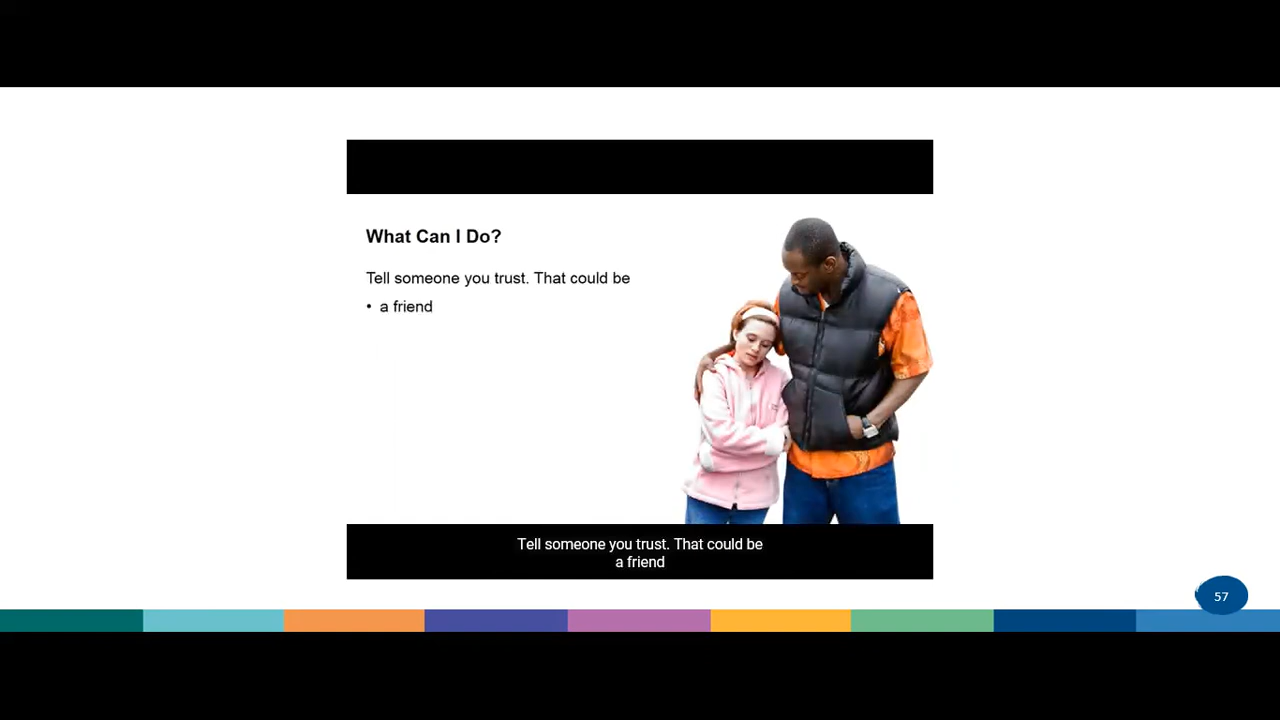 What Can I Do?
Tell someone you trust. That could be
• a friend
Tell someone you trust. That could be
a friend
57